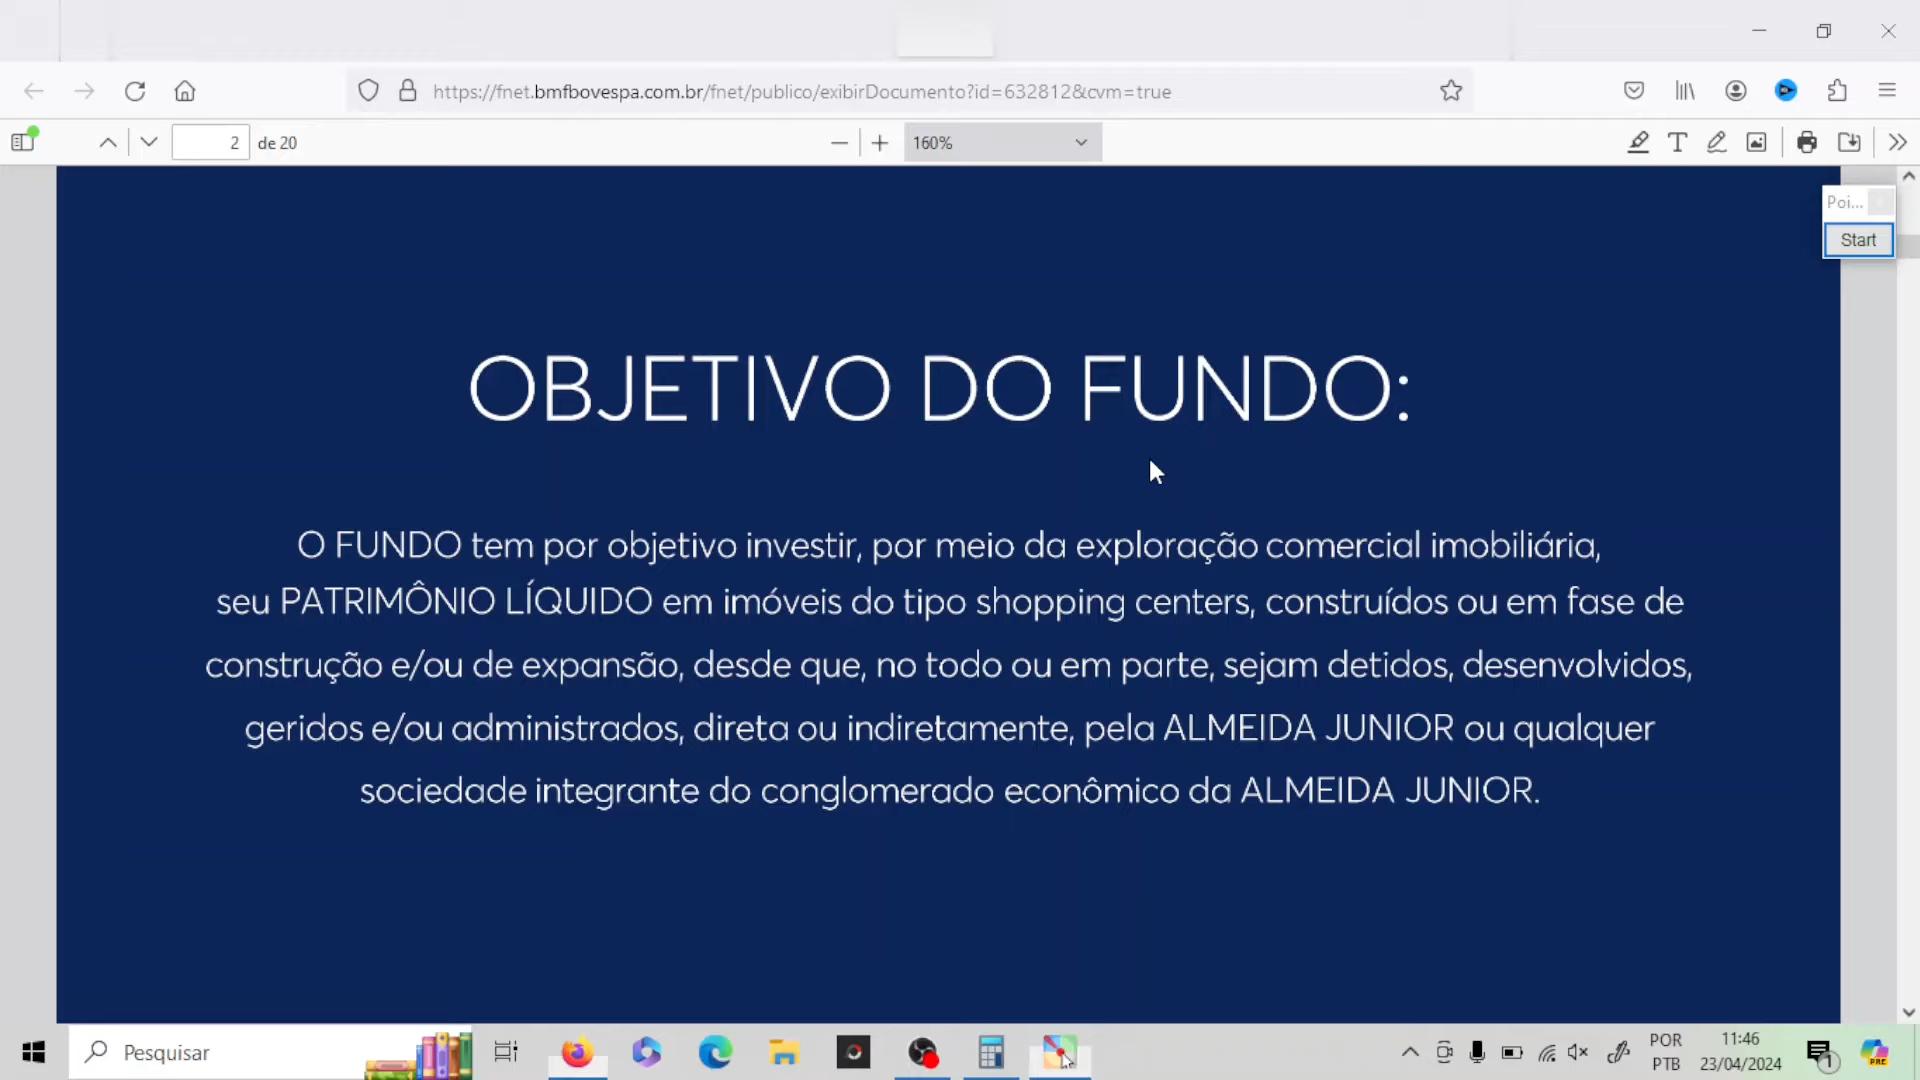 https://fnet.bmfbovespa.com.br/fnet/publico/exibirDocumento?id=632812&cvm=true
2 de 20
160%
Poi...
Start
OBJETIVO DO FUNDO:
O FUNDO tem por objetivo investir, por meio da exploração comercial imobiliária,
seu PATRIMÔNIO LÍQUIDO em imóveis do tipo shopping centers, construídos ou em fase de
construção e/ou de expansão, desde que, no todo ou em parte, sejam detidos, desenvolvidos,
geridos e/ou administrados, direta ou indiretamente, pela ALMEIDA JUNIOR ou qualquer
sociedade integrante do conglomerado econômico da ALMEIDA JUNIOR.
Pesquisar
POR
PTB
11:46
23/04/2024
1
PRE